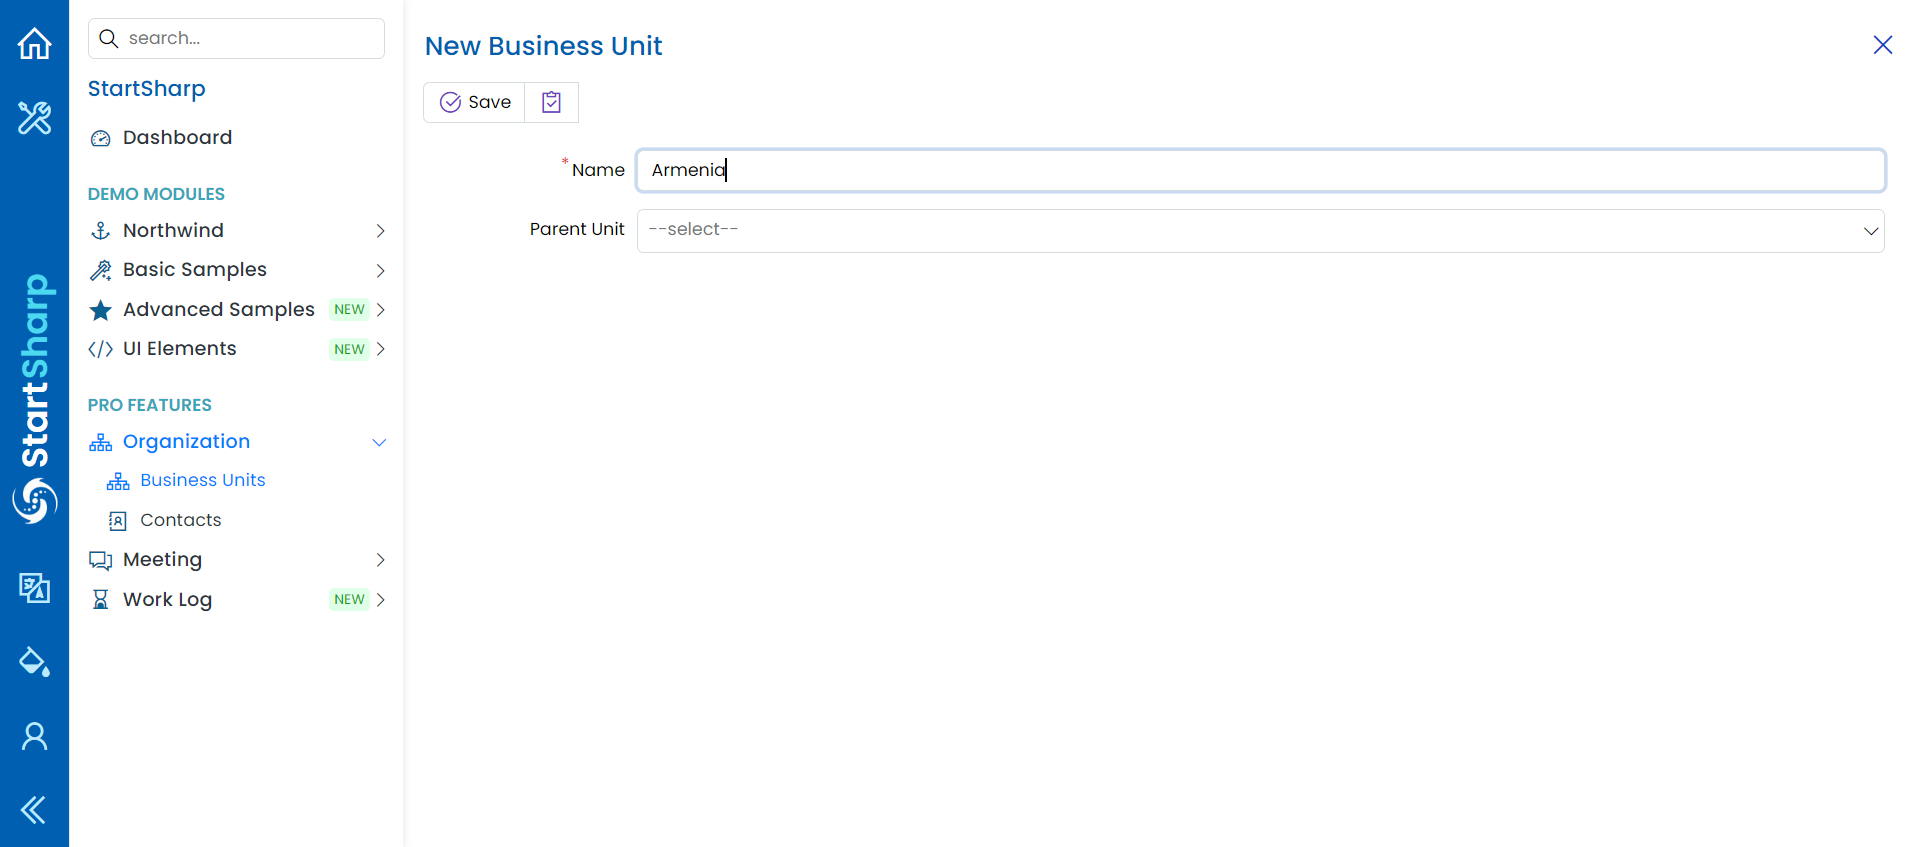 search...
StartSharp
Dashboard
DEMO MODULES
Northwind
Basic Samples
Advanced Samples NEW
UI Elements NEW
PRO FEATURES
Organization
Business Units
Contacts
Meeting
Work Log NEW
StartSharp
New Business Unit
Save
* Name Armenia
Parent Unit --select--